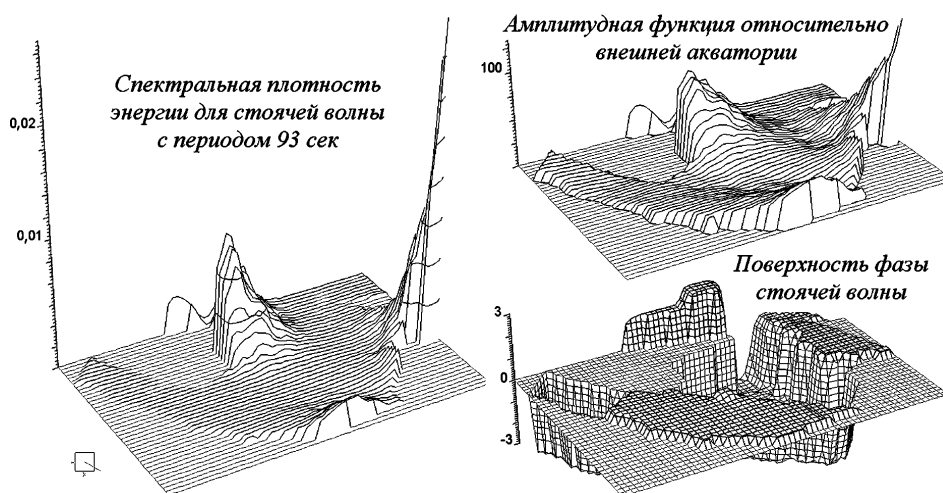 Спектральная плотность
энергии для стоячей волны
с периодом 93 сек
0,02
0,01
Амплитудная функция относительно
внешней акватории
100
Поверхность фазы
стоячей волны
3
0
-3